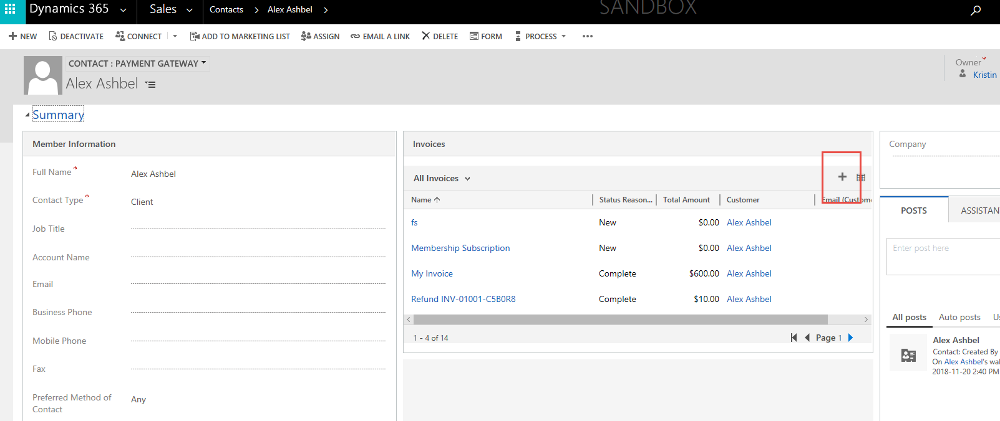 Dynamics 365 Sales Contacts Alex Ashbel SANDBOX
NEW DEACTIVATE CONNECT ADD TO MARKETING LIST ASSIGN EMAIL A LINK DELETE FORM PROCESS
CONTACT : PAYMENT GATEWAY
Alex Ashbel
Owner*
Kristin
Summary
Member Information
Full Name* Alex Ashbel
Contact Type* Client
Job Title
Account Name
Email
Business Phone
Mobile Phone
Fax
Preferred Method of
Contact
Any
Invoices
All Invoices
Name Status Reason... Total Amount Customer Email (Custome
fs New $0.00 Alex Ashbel
Membership Subscription New $0.00 Alex Ashbel
My Invoice Complete $600.00 Alex Ashbel
Refund INV-01001-C5B0R8 Complete $10.00 Alex Ashbel
1 - 4 of 14 Page 1
Company
POSTS ASSISTAN
Enter post here
All posts Auto posts Us
Alex Ashbel
Contact: Created By
On Alex Ashbel's wal
2018-11-20 2:40 PM